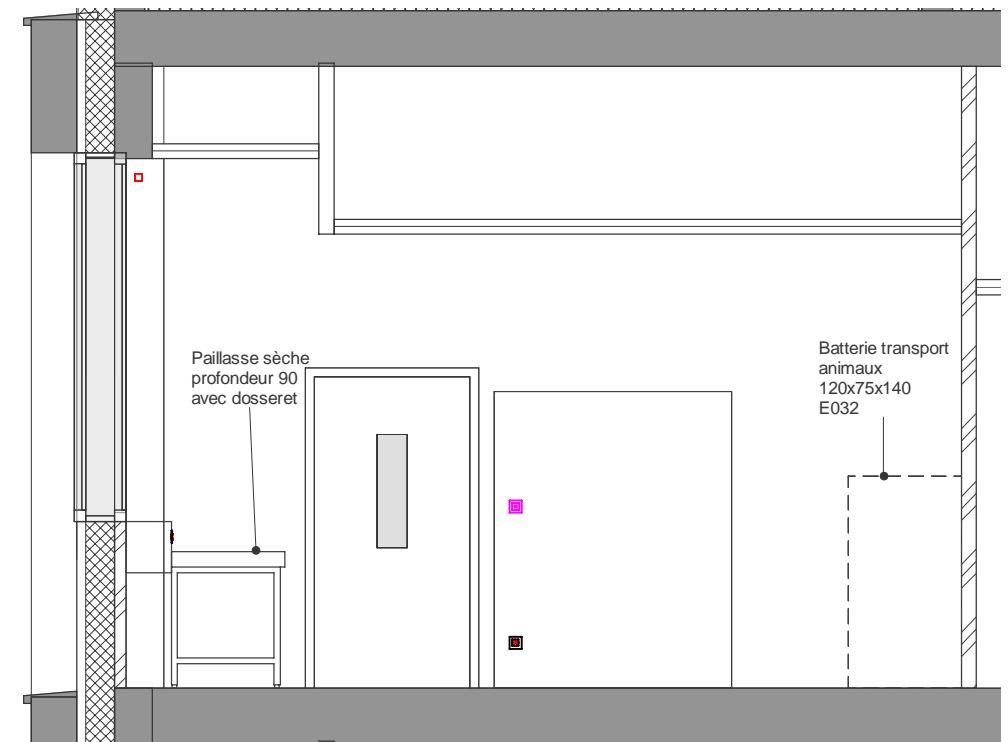 Paillasse sèche
profondeur 90
avec dosseret
Batterie transport
animaux
120x75x140
E032